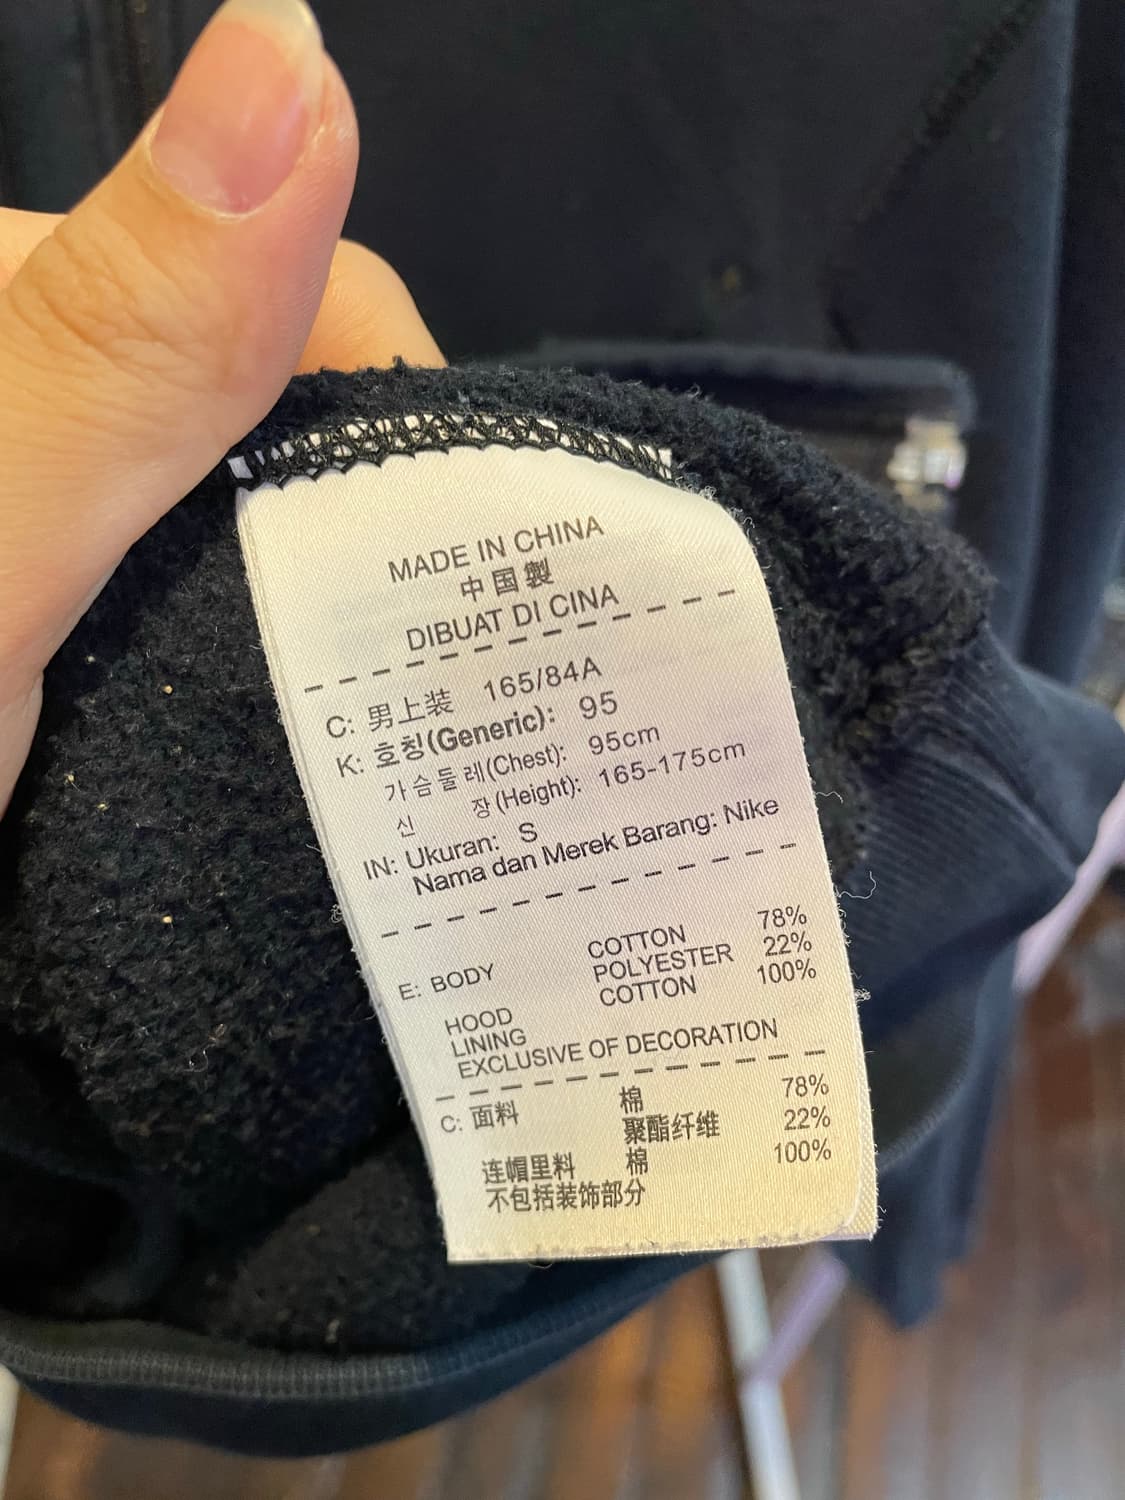 MADE IN CHINA
中国製
DIBUAT DI CINA
C: 男上装 165/84A
K: 호칭(Generic): 95
가슴둘레(Chest): 95cm
신 장(Height): 165-175cm
IN: Ukuran: S
Nama dan Merek Barang: Nike
E: BODY COTTON 78%
POLYESTER 22%
HOOD LINING COTTON 100%
EXCLUSIVE OF DECORATION
C: 面料 棉 78%
聚酯纤维 22%
连帽里料 棉 100%
不包括装饰部分